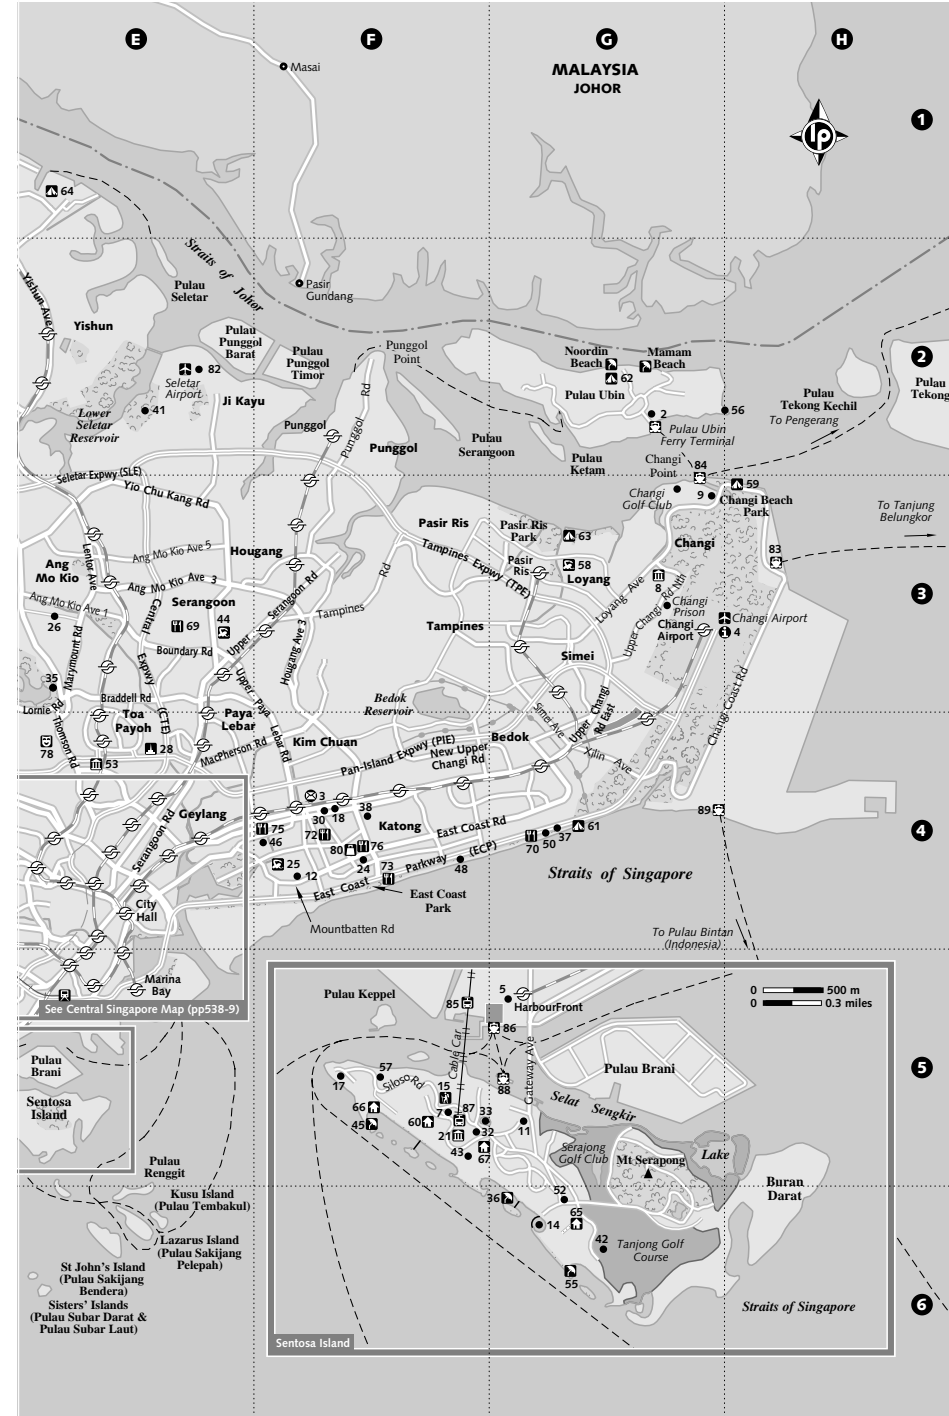 E
F
G
H
Masai
MALAYSIA
JOHOR
lp
1
64
Straits of Johor
Pasir
Gundang
Yishun Ave
Pulau
Seletar
Yishun
Pulau
Punggol
Barat
Pulau
Punggol
Timor
Punggol
Point
Noordin
Beach
Mamam
Beach
2
82
Seletar
Airport
62
Pulau Ubin
Pulau
Tekong Kechil
Pulau
Tekong
Ji Kayu
41
Lower
Seletar
Reservoir
Punggol
Punggol Rd
Punggol
Pulau
Serangoon
2
56
To Pengerang
Pulau Ubin
Ferry Terminal
Pulau
Ketam
Changi
Point
84
Seletar Expwy (SLE)
Yio Chu Kang Rd
Changi
Golf Club
9
59
Changi Beach
Park
To Tanjung
Belungkor
Pasir Ris
Pasir Ris
Park
63
Changi
83
Lentor Ave
Ang Mo Kio Ave 5
Hougang
Tampines Expwy (TPE)
Pasir
Ris
58
Loyang
Ang
Mo Kio
Ang Mo Kio Ave 3
Rd
8
3
Ang Mo Kio Ave 1
26
Central
Expwy
(CTE)
Serangoon
44
69
Upper Serangoon Rd
Tampines
Loyang Ave
Upper Changi Rd Nth
Changi
Prison
Changi
Airport
Changi Airport
4
Marymount Rd
Boundary Rd
Hougang Ave 3
Tampines
Simei
35
Lornie Rd
Braddell Rd
Upper Paya Lebar Rd
Bedok
Reservoir
Simei Ave
Upper Changi
Rd East
Changi Coast Rd
Toa
Payoh
Paya
Lebar
Thomson Rd
78
28
53
MacPherson Rd
Kim Chuan
Pan-Island Expwy (PIE)
New Upper
Changi Rd
Bedok
Xilin Ave
3
89
Geylang
30
18
38
Serangoon Rd
75
46
72
Katong
East Coast Rd
61
4
80
76
70
50
37
25
12
24
73
48
East Coast Parkway (ECP)
Straits of Singapore
City
Hall
East Coast
Park
Mountbatten Rd
To Pulau Bintan
(Indonesia)
Marina
Bay
See Central Singapore Map (pp538-9)
Pulau Keppel
85
5
HarbourFront
0 500 m
0 0.3 miles
86
Cable Car
Gateway Ave
Pulau
Brani
Sentosa
Island
17
57
Siloso Rd
88
Pulau Brani
5
15
66
45
60
7
87
33
Selat Sengkir
21
32
11
43
67
Serajong
Golf Club
Mt Serapong
Lake
Pulau
Renggit
Kusu Island
(Pulau Tembakul)
36
52
65
Buran
Darat
14
42
Tanjong Golf
Course
Lazarus Island
(Pulau Sakijang
Pelepah)
St John's Island
(Pulau Sakijang
Bendera)
55
Sisters' Islands
(Pulau Subar Darat &
Pulau Subar Laut)
Straits of Singapore
6
Sentosa Island